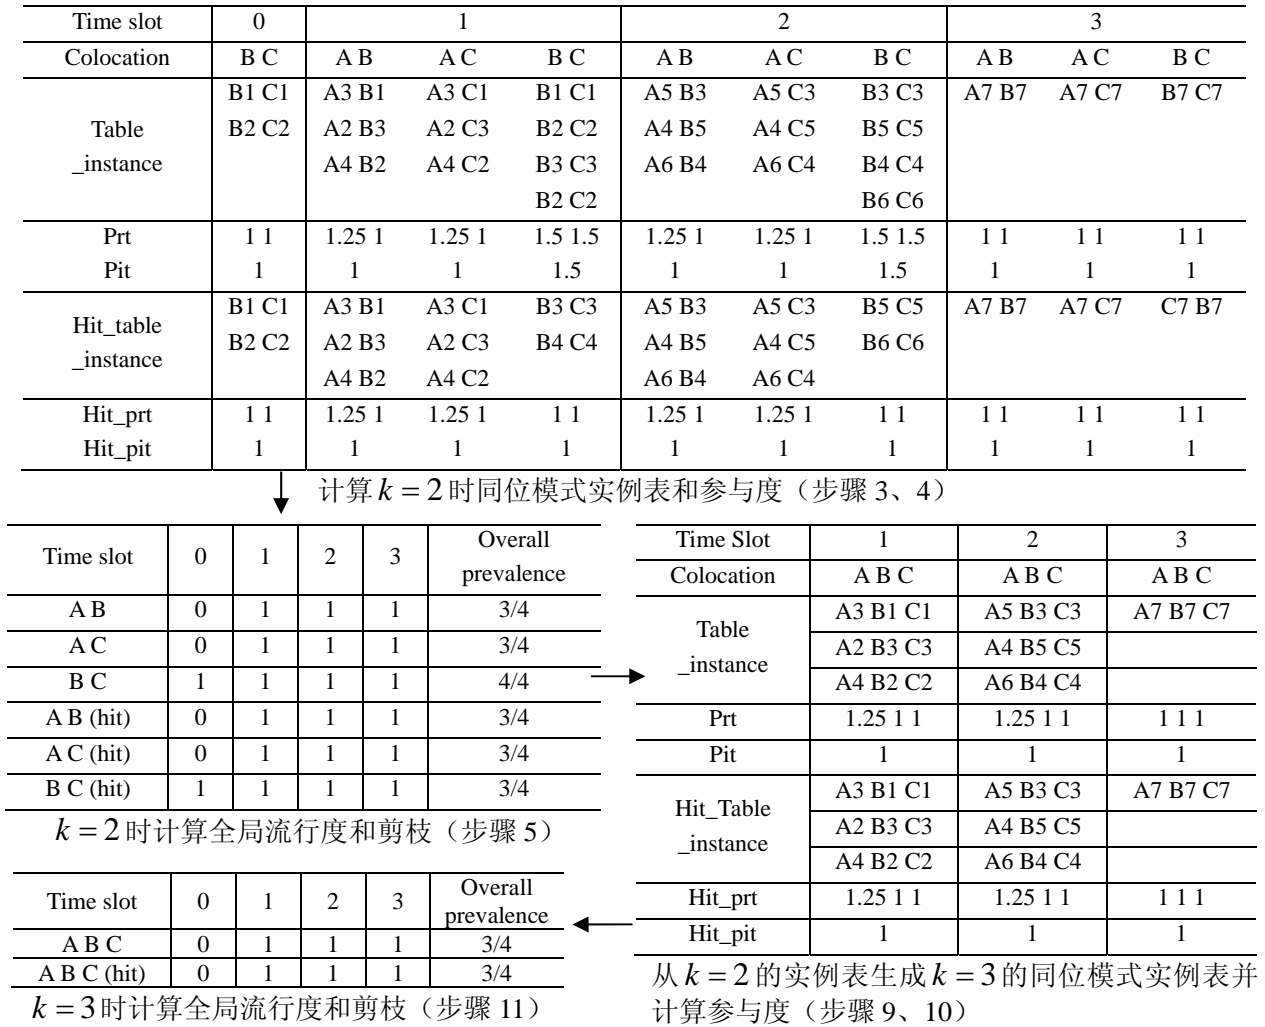 Time slot 0 1 2 3
Colocation B C A B A C B C A B A C B C A B A C B C
B1 C1 A3 B1 A3 C1 B1 C1 A5 B3 A5 C3 B3 C3 A7 B7 A7 C7 B7 C7
Table B2 C2 A2 B3 A2 C3 B2 C2 A4 B5 A4 C5 B5 C5
_instance A4 B2 A4 C2 B3 C3 A6 B4 A6 C4 B4 C4
B2 C2 B6 C6
Prt 1 1 1.25 1 1.25 1 1.5 1.5 1.25 1 1.25 1 1.5 1.5 1 1 1 1 1 1
Pit 1 1 1 1.5 1 1 1.5 1 1 1
Hit_table B1 C1 A3 B1 A3 C1 B3 C3 A5 B3 A5 C3 B5 C5 A7 B7 A7 C7 C7 B7
_instance B2 C2 A2 B3 A2 C3 B4 C4 A4 B5 A4 C5 B6 C6
A4 B2 A4 C2 A6 B4 A6 C4
Hit_prt 1 1 1.25 1 1.25 1 1 1 1.25 1 1.25 1 1 1 1 1 1 1 1 1
Hit_pit 1 1 1 1 1 1 1 1 1 1
计算k = 2时同位模式实例表和参与度（步骤 3、4）
Time slot 0 1 2 3 Overall
prevalence
A B 0 1 1 1 3/4
A C 0 1 1 1 3/4
B C 1 1 1 1 4/4
A B (hit) 0 1 1 1 3/4
A C (hit) 0 1 1 1 3/4
B C (hit) 1 1 1 1 3/4
k = 2时计算全局流行度和剪枝（步骤 5）
Time Slot 1 2 3
Colocation A B C A B C A B C
Table A3 B1 C1 A5 B3 C3 A7 B7 C7
_instance A2 B3 C3 A4 B5 C5
A4 B2 C2 A6 B4 C4
Prt 1.25 1 1 1.25 1 1 1 1 1
Pit 1 1 1
Hit_Table A3 B1 C1 A5 B3 C3 A7 B7 C7
_instance A2 B3 C3 A4 B5 C5
A4 B2 C2 A6 B4 C4
Hit_prt 1.25 1 1 1.25 1 1 1 1 1
Hit_pit 1 1 1
从k = 2的实例表生成k = 3的同位模式实例表并
计算参与度（步骤 9、10）
Time slot 0 1 2 3 Overall
prevalence
A B C 0 1 1 1 3/4
A B C (hit) 0 1 1 1 3/4
k = 3时计算全局流行度和剪枝（步骤 11）